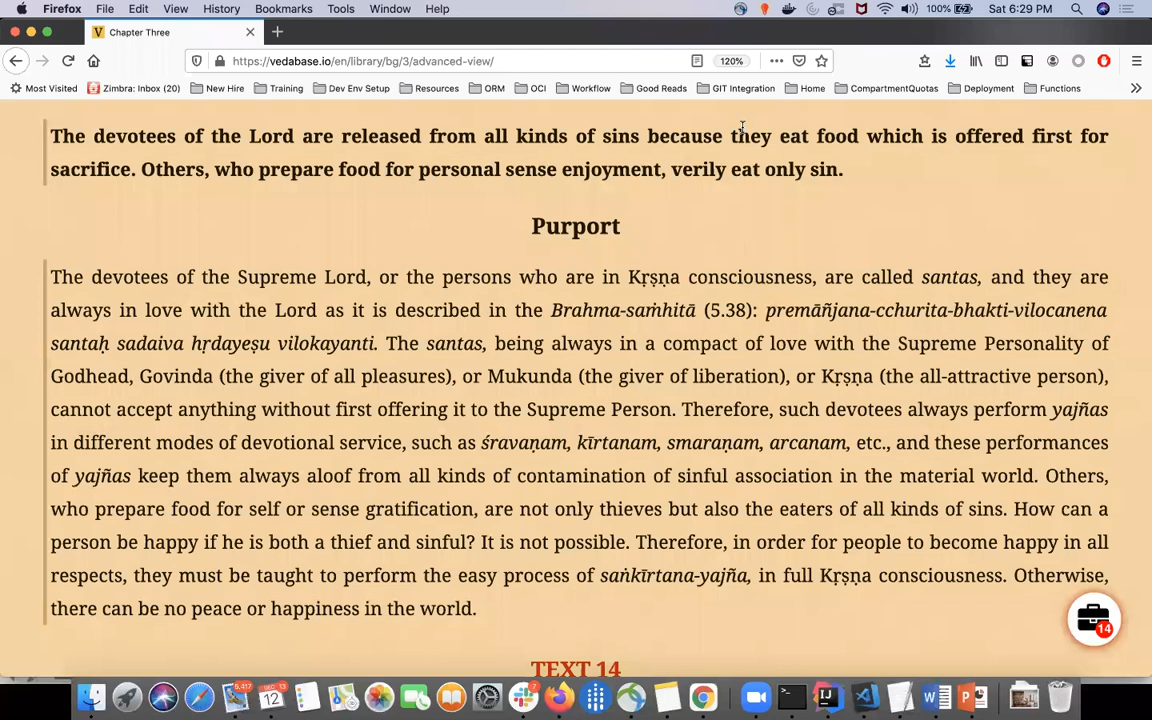 Firefox File Edit View History Bookmarks Tools Window Help 100% Sat 6:29 PM
V Chapter Three
https://vedabase.io/en/library/bg/3/advanced-view/ 120%
Most Visited Zimbra: Inbox (20) New Hire Training Dev Env Setup Resources ORM OCI Workflow Good Reads GIT Integration Home CompartmentQuotas Deployment Functions
The devotees of the Lord are released from all kinds of sins because they eat food which is offered first for
sacrifice. Others, who prepare food for personal sense enjoyment, verily eat only sin.
Purport
The devotees of the Supreme Lord, or the persons who are in Kṛṣṇa consciousness, are called santas, and they are
always in love with the Lord as it is described in the Brahma-saṁhitā (5.38): premāñjana-cchurita-bhakti-vilocanena
santaḥ sadaiva hṛdayeṣu vilokayanti. The santas, being always in a compact of love with the Supreme Personality of
Godhead, Govinda (the giver of all pleasures), or Mukunda (the giver of liberation), or Kṛṣṇa (the all-attractive person),
cannot accept anything without first offering it to the Supreme Person. Therefore, such devotees always perform yajñas
in different modes of devotional service, such as śravaṇam, kīrtanam, smaraṇam, arcanam, etc., and these performances
of yajñas keep them always aloof from all kinds of contamination of sinful association in the material world. Others,
who prepare food for self or sense gratification, are not only thieves but also the eaters of all kinds of sins. How can a
person be happy if he is both a thief and sinful? It is not possible. Therefore, in order for people to become happy in all
respects, they must be taught to perform the easy process of saṅkīrtana-yajña, in full Kṛṣṇa consciousness. Otherwise,
there can be no peace or happiness in the world.
14
TEXT 14
5,417 DEC 13 12 7